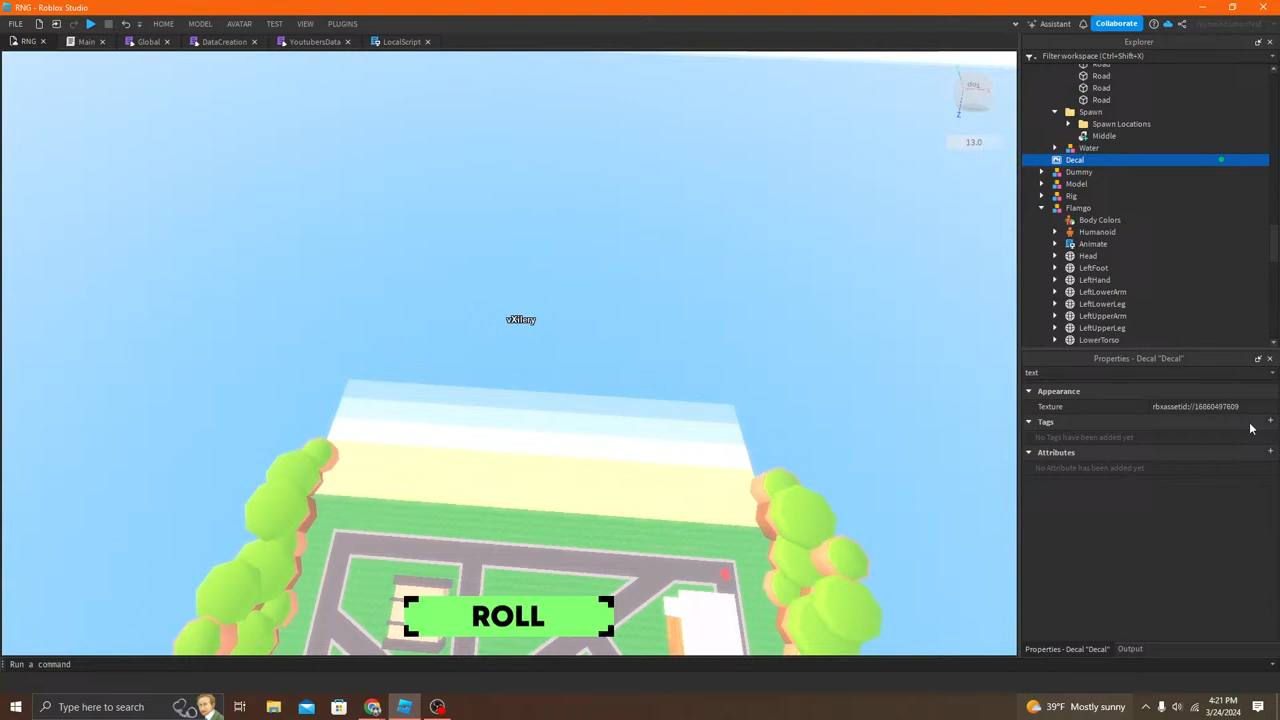 RNG - Roblox Studio
FILE HOME MODEL AVATAR TEST VIEW PLUGINS Assistant Collaborate
RNG Main Global DataCreation YoutubersData LocalScript
Explorer
Filter workspace (Ctrl+Shift+X)
Road
Road
Road
Road
Spawn
Spawn Locations
Middle
Water
Decal
Dummy
Model
Rig
Flamgo
Body Colors
Humanoid
Animate
Head
LeftFoot
LeftHand
LeftLowerArm
LeftLowerLeg
LeftUpperArm
LeftUpperLeg
LowerTorso
Z
13.0
vXilery
ROLL
Properties - Decal "Decal"
text
Appearance
Texture rbxassetid://16860497609
Tags
No Tags have been added yet
Attributes
No Attribute has been added yet
Properties - Decal "Decal" Output
Run a command
Type here to search
39°F Mostly sunny
4:21 PM
3/24/2024